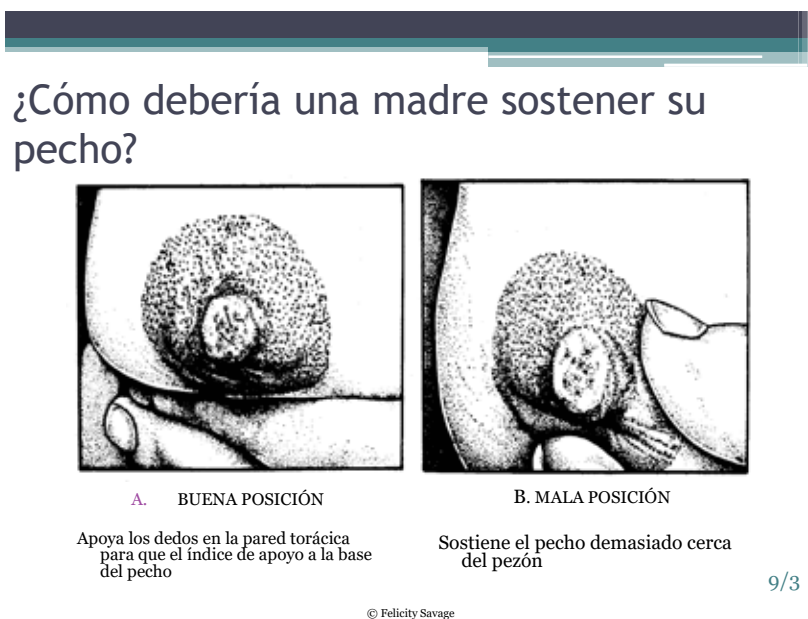 ¿Cómo debería una madre sostener su
pecho?
A. BUENA POSICIÓN
Apoya los dedos en la pared torácica
para que el índice de apoyo a la base
del pecho
B. MALA POSICIÓN
Sostiene el pecho demasiado cerca
del pezón
9/3
© Felicity Savage